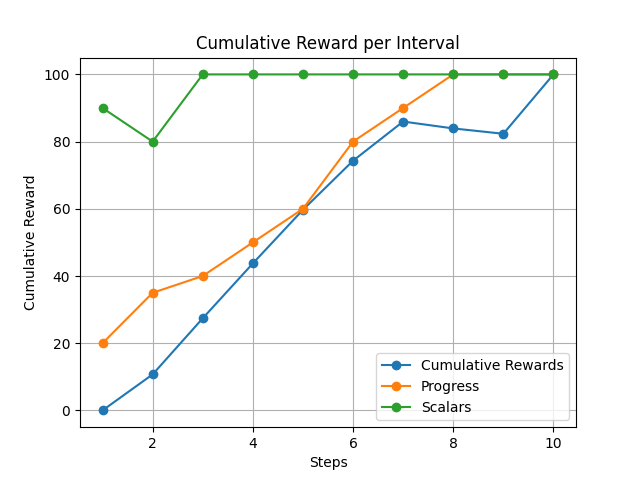 Cumulative Reward per Interval
100
80
60
40
20
0
Cumulative Reward
2
4
6
8
10
Steps
Cumulative Rewards
Progress
Scalars